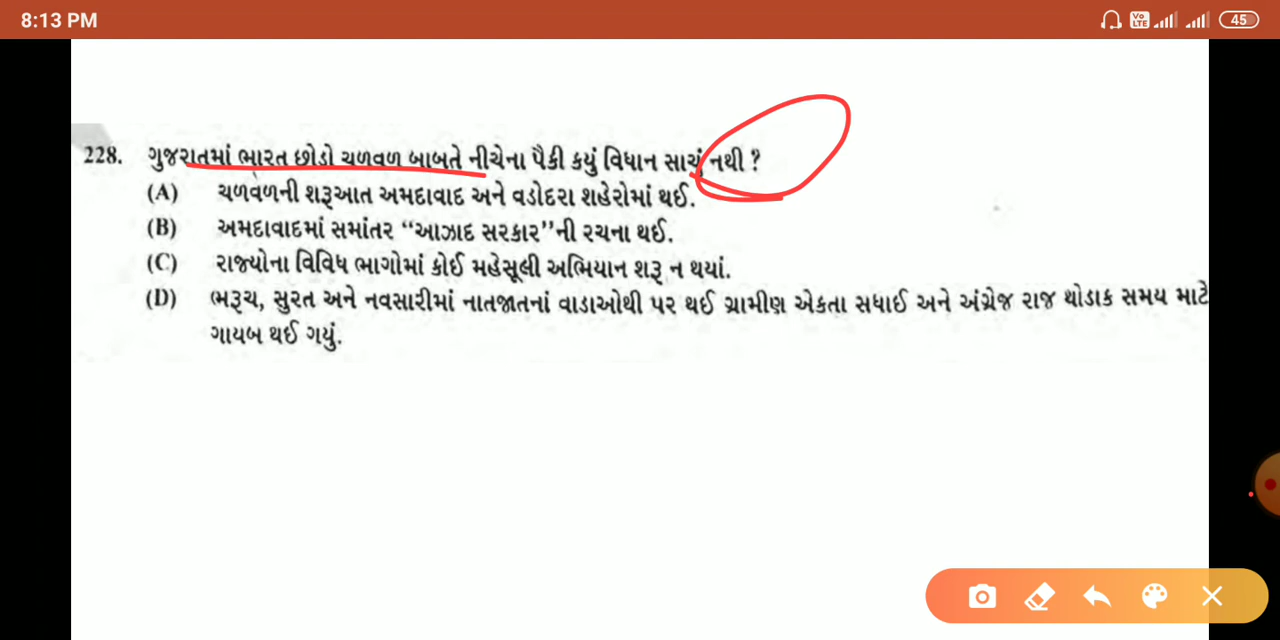 8:13 PM
Vo LTE
45
228. ગુજરાતમાં ભારત છોડો ચળવળ બાબતે નીચેના પૈકી કયું વિધાન સાચું નથી ?
(A) ચળવળની શરૂઆત અમદાવાદ અને વડોદરા શહેરોમાં થઈ.
(B) અમદાવાદમાં સમાંતર “આઝાદ સરકાર”ની રચના થઈ.
(C) રાજ્યોના વિવિધ ભાગોમાં કોઈ મહેસૂલી અભિયાન શરૂ ન થયાં.
(D) ભરૂચ, સુરત અને નવસારીમાં નાતજાતનાં વાડાઓથી પર થઈ ગ્રામીણ એકતા સધાઈ અને અંગ્રેજ રાજ થોડાક સમય માટે
ગાયબ થઈ ગયું.